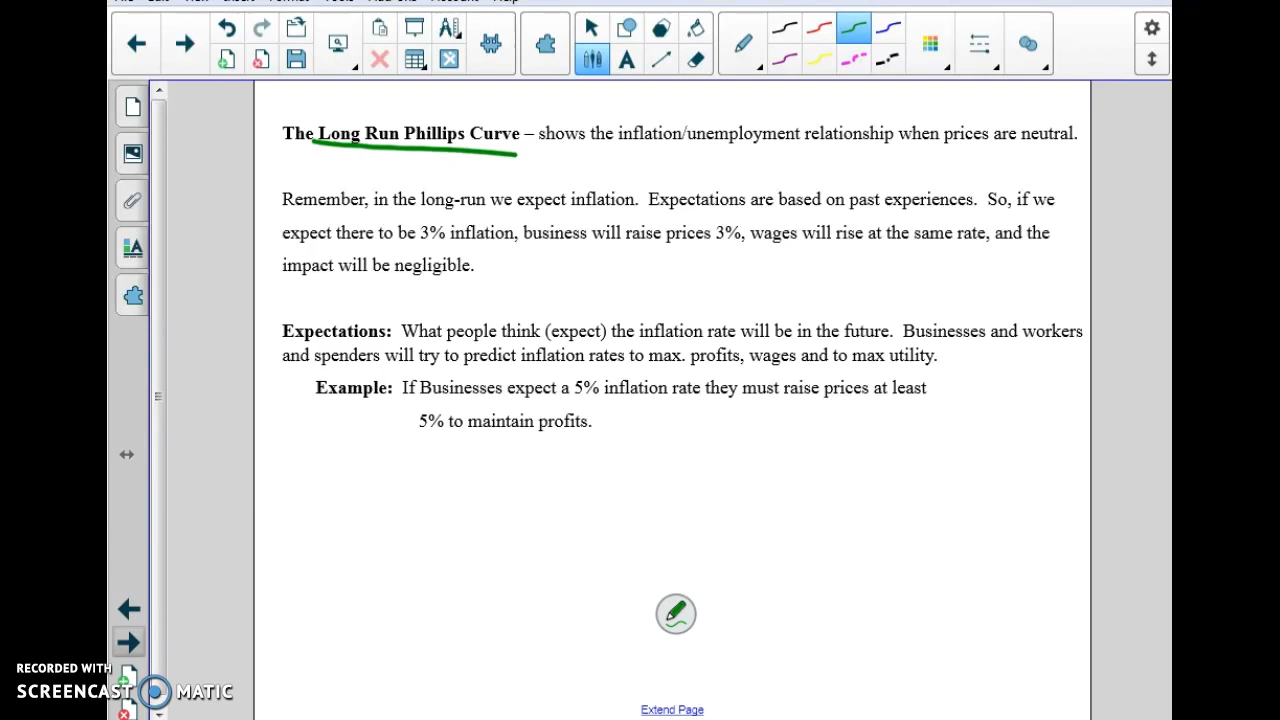 The Long Run Phillips Curve – shows the inflation/unemployment relationship when prices are neutral.
Remember, in the long-run we expect inflation.  Expectations are based on past experiences.  So, if we
expect there to be 3% inflation, business will raise prices 3%, wages will rise at the same rate, and the
impact will be negligible.
Expectations:  What people think (expect) the inflation rate will be in the future.  Businesses and workers
and spenders will try to predict inflation rates to max. profits, wages and to max utility.
Example:  If Businesses expect a 5% inflation rate they must raise prices at least
5% to maintain profits.
RECORDED WITH
SCREENCAST MATIC
Extend Page